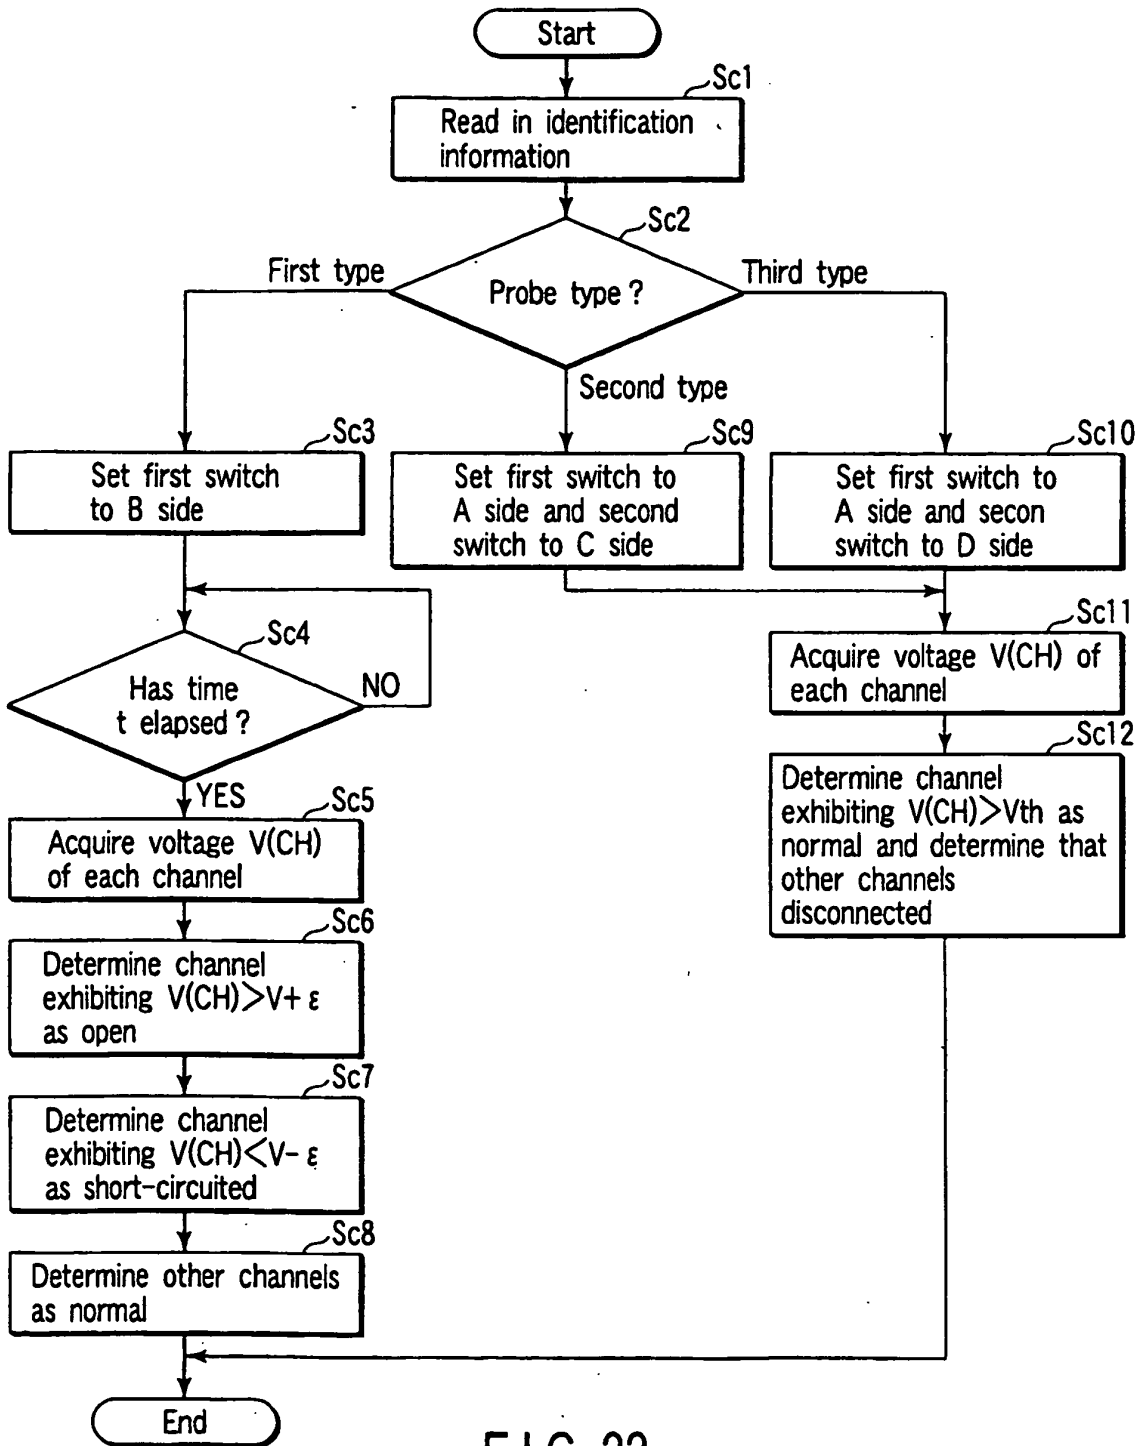 Start
Sc1
Read in identification
information
Sc2
Probe type ?
First type
Second type
Third type
Sc3
Set first switch
to B side
Sc9
Set first switch to
A side and second
switch to C side
Sc10
Set first switch to
A side and secon
switch to D side
Sc4
Has time
t elapsed ?
NO
YES
Sc5
Acquire voltage V(CH)
of each channel
Sc6
Determine channel
exhibiting V(CH)>V+ ε
as open
Sc7
Determine channel
exhibiting V(CH)<V- ε
as short-circuited
Sc8
Determine other channels
as normal
Sc11
Acquire voltage V(CH) of
each channel
Sc12
Determine channel
exhibiting V(CH)>Vth as
normal and determine that
other channels
disconnected
End